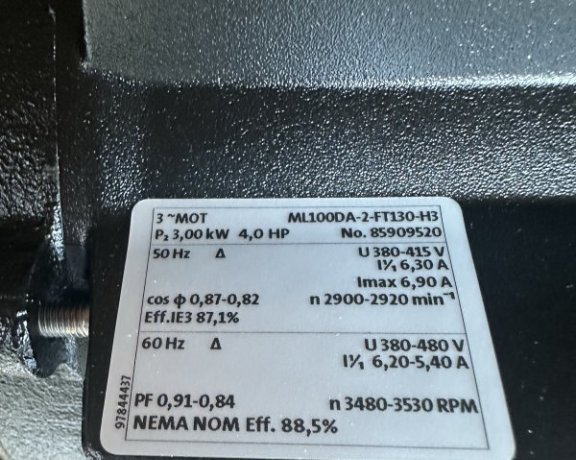 3 ~MOT ML100DA-2-FT130-H3
P₂ 3,00 kW 4,0 HP No. 85909520
50 Hz Δ U 380-415 V
I¹⁄₁ 6,30 A
Imax 6,90 A
cos ϕ 0,87-0,82 n 2900-2920 min⁻¹
Eff.IE3 87,1%
60 Hz Δ U 380-480 V
I¹⁄₁ 6,20-5,40 A
PF 0,91-0,84 n 3480-3530 RPM
NEMA NOM Eff. 88,5%
97844437